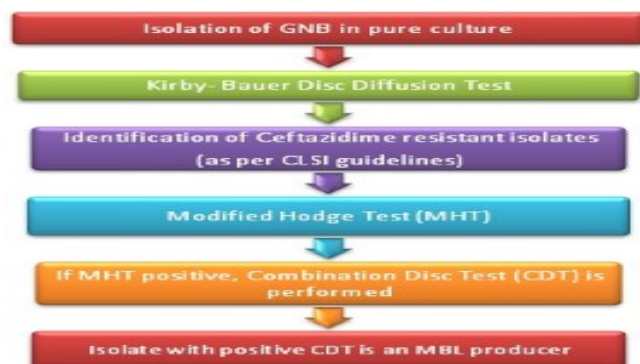 Isolation of GNB in pure culture
Kirby- Bauer Disc Diffusion Test
Identification of Ceftazidime resistant isolates
(as per CLSI guidelines)
Modified Hodge Test (MHT)
If MHT positive, Combination Disc Test (CDT) is
performed
Isolate with positive CDT is an MBL producer